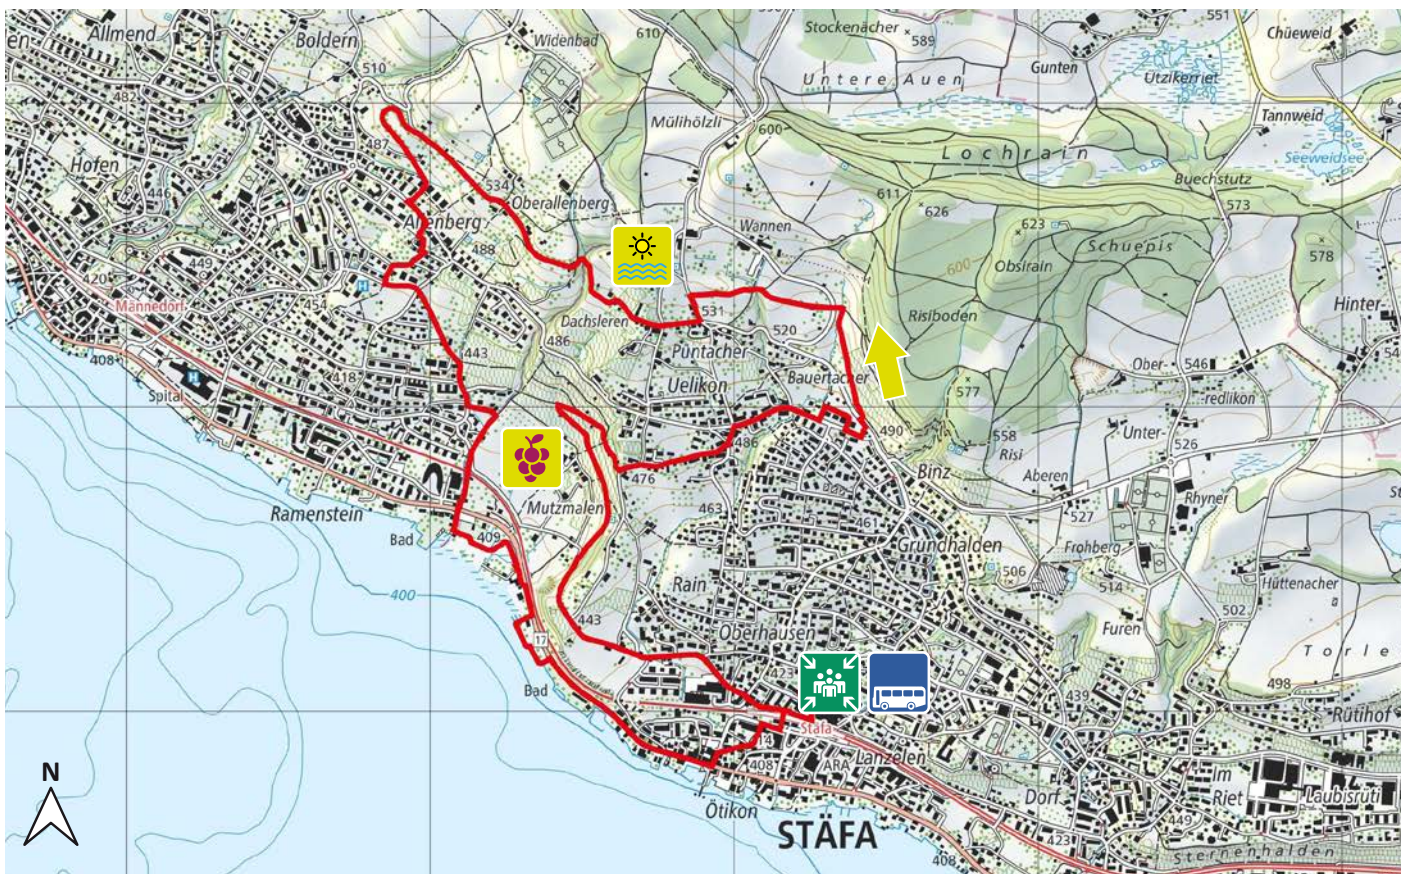 Allmend
Boldern
Widenbad
610
Stockenächer
589
551
Chüeweid
510
Gunten
Ützikerriet
Untere Auen
482
Mülihölzli
600
Tannweid
487
Lochrain
Seeweidsee
Hofen
534
611
Buechstutz
446
Oberallenberg
626
573
Allenberg
Wannen
623
Schuepis
488
578
449
600
Obsirain
420
Männedorf
454
H
531
Risiboden
Hinter
Dachsleren
520
408
443
486
Püntacher
Ober-
546
418
H
Uelikon
Bauertacher
577
redlikon
Spital
490
486
558
Unter-
526
Risi
476
Binz
Aberen
Rhyner
Ramenstein
Mutzmalen
463
461
527
Bad
409
Grundhalden
Frohberg
506
514
Hüttenacher
400
Rain
502
443
Oberhausen
Furen
17
Torle
423
498
Bad
439
Rütihof
Stäfa
414
408
ARA
Lanzelen
Im
Riet
N
Dorf
Laubisrüti
Ötikon
449
STÄFA
423
408
Sternenhalden